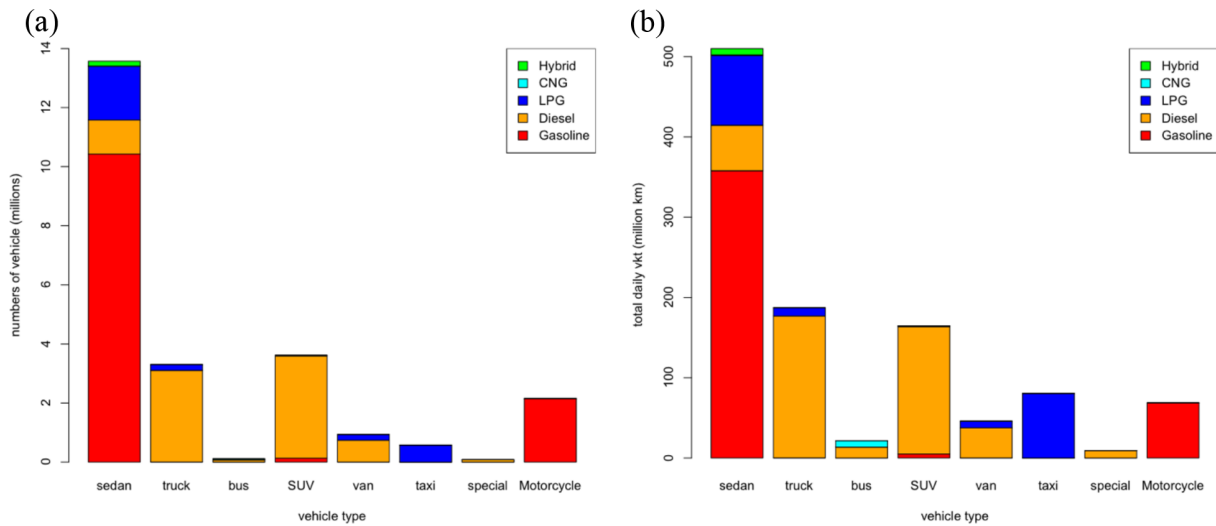 (a)
numbers of vehicle (millions)
14
12
10
8
6
4
2
0
Hybrid
CNG
LPG
Diesel
Gasoline
sedan truck bus SUV van taxi special Motorcycle
vehicle type
(b)
total daily vkt (million km)
500
400
300
200
100
0
Hybrid
CNG
LPG
Diesel
Gasoline
sedan truck bus SUV van taxi special Motorcycle
vehicle type